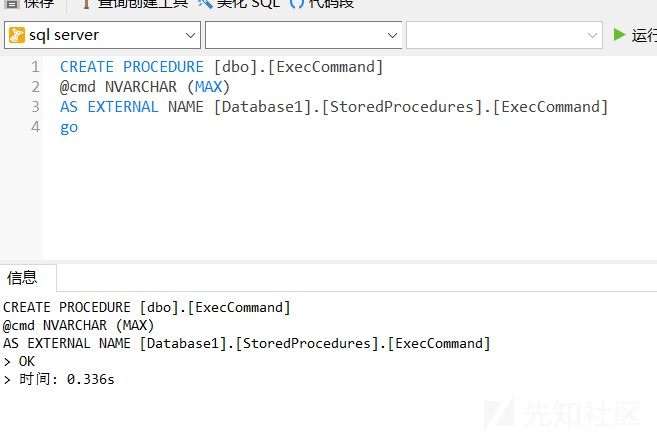 保存 查询创建工具 美化 SQL 代码段
sql server 运行
1 CREATE PROCEDURE [dbo].[ExecCommand]
2 @cmd NVARCHAR (MAX)
3 AS EXTERNAL NAME [Database1].[StoredProcedures].[ExecCommand]
4 go
信息
CREATE PROCEDURE [dbo].[ExecCommand]
@cmd NVARCHAR (MAX)
AS EXTERNAL NAME [Database1].[StoredProcedures].[ExecCommand]
> OK
> 时间: 0.336s
先知社区